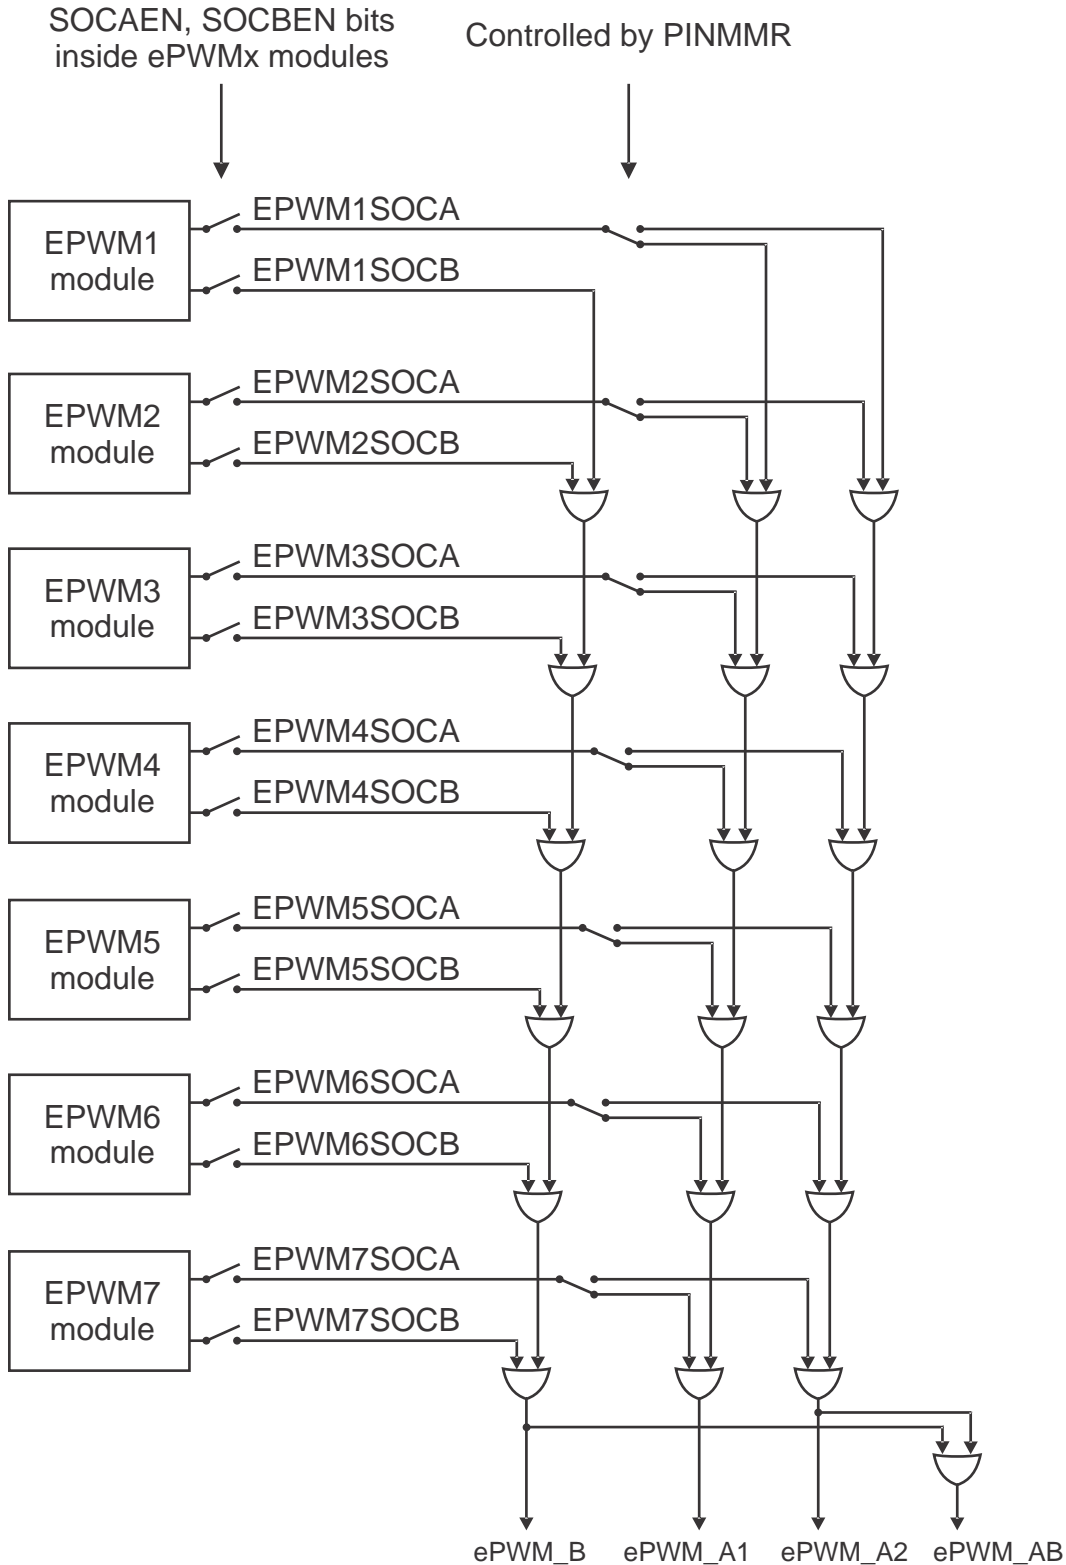 SOCAEN, SOCBEN bits
inside ePWMx modules
Controlled by PINMMR
EPWM1
module
EPWM1SOCA
EPWM1SOCB
EPWM2
module
EPWM2SOCA
EPWM2SOCB
EPWM3
module
EPWM3SOCA
EPWM3SOCB
EPWM4
module
EPWM4SOCA
EPWM4SOCB
EPWM5
module
EPWM5SOCA
EPWM5SOCB
EPWM6
module
EPWM6SOCA
EPWM6SOCB
EPWM7
module
EPWM7SOCA
EPWM7SOCB
ePWM_B
ePWM_A1
ePWM_A2
ePWM_AB